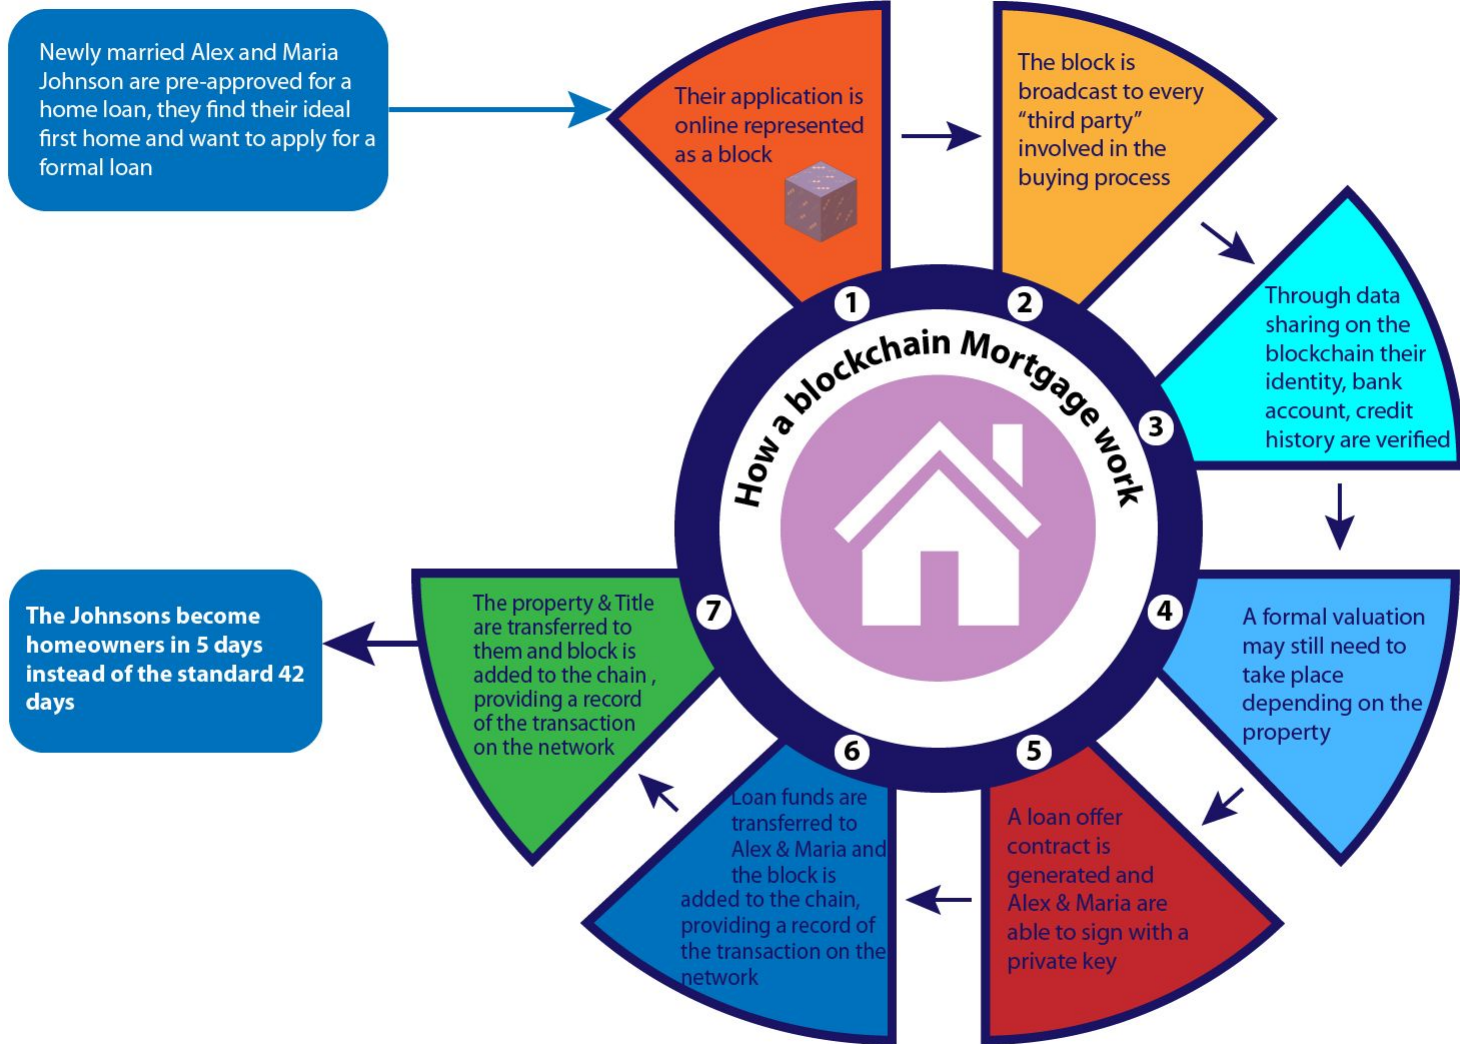 Newly married Alex and Maria
Johnson are pre-approved for a
home loan, they find their ideal
first home and want to apply for a
formal loan
Their application is
online represented
as a block
The block is
broadcast to every
“third party”
involved in the
buying process
Through data
sharing on the
blockchain their
identity, bank
account, credit
history are verified
A formal valuation
may still need to
take place
depending on the
property
A loan offer
contract is
generated and
Alex & Maria are
able to sign with a
private key
Loan funds are
transferred to
Alex & Maria and
the block is
added to the chain,
providing a record of
the transaction on the
network
The property & Title
are transferred to
them and block is
added to the chain ,
providing a record
of the transaction
on the network
The Johnsons become
homeowners in 5 days
instead of the standard 42
days
How a blockchain Mortgage work
1
2
3
4
5
6
7